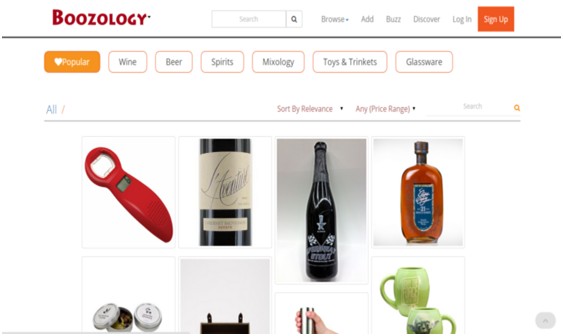 BOOZOLOGY
Search
Browse
Add
Buzz
Discover
Log In
Sign Up
Popular
Wine
Beer
Spirits
Mixology
Toys & Trinkets
Glassware
All /
Sort By Relevance
Any (Price Range)
Search
STOUT